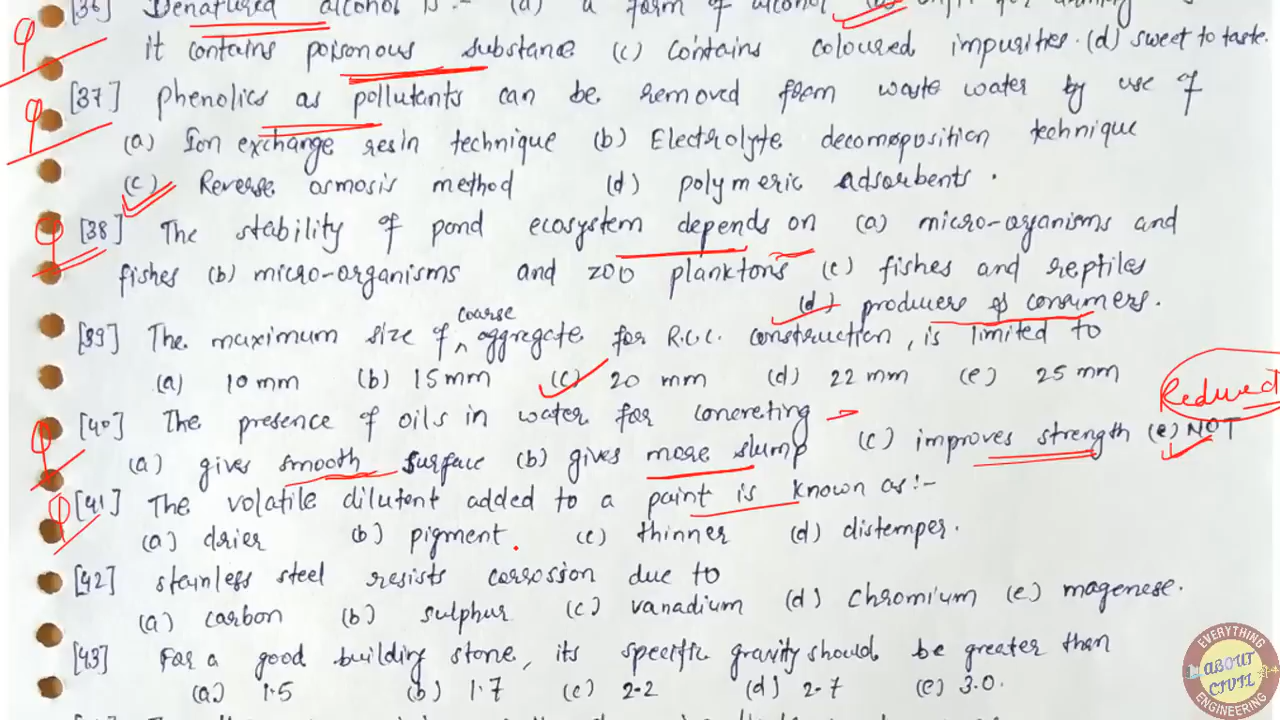 [36] Denatured alcohol is :- (a) a form of alcohol
it contains poisonous substance (c) contains coloured impurities. (d) sweet to taste.
[37] phenolics as pollutants can be removed from waste water by use of
(a) Ion exchange resin technique (b) Electrolyte decomoposition technique
(c) Reverse osmosis method (d) polymeric adsorbents .
[38] The stability of pond ecosystem depends on (a) micro-organisms and
fishes (b) micro-organisms and zoo planktons (c) fishes and reptiles
(d) producers & consumers.
coarse
[39] The maximum size of ^ aggregate for R.C.C. construction, is limited to
(a) 10 mm (b) 15 mm (c) 20 mm (d) 22 mm (e) 25 mm
Reduced
[40] The presence of oils in water for concreting
(a) gives smooth surface (b) gives more slump (c) improves strength (e) NOT
[41] The volatile dilutent added to a paint is known as :-
(a) drier (b) pigment . (c) thinner (d) distemper.
[42] stainless steel resists corrosion due to
(a) carbon (b) sulphur (c) vanadium (d) chromium (e) magenese.
[43] For a good building stone, its specific gravity should be greater than
(a) 1.5 (b) 1.7 (c) 2.2 (d) 2.7 (e) 3.0.
EVERYTHING
ABOUT
CIVIL
ENGINEERING